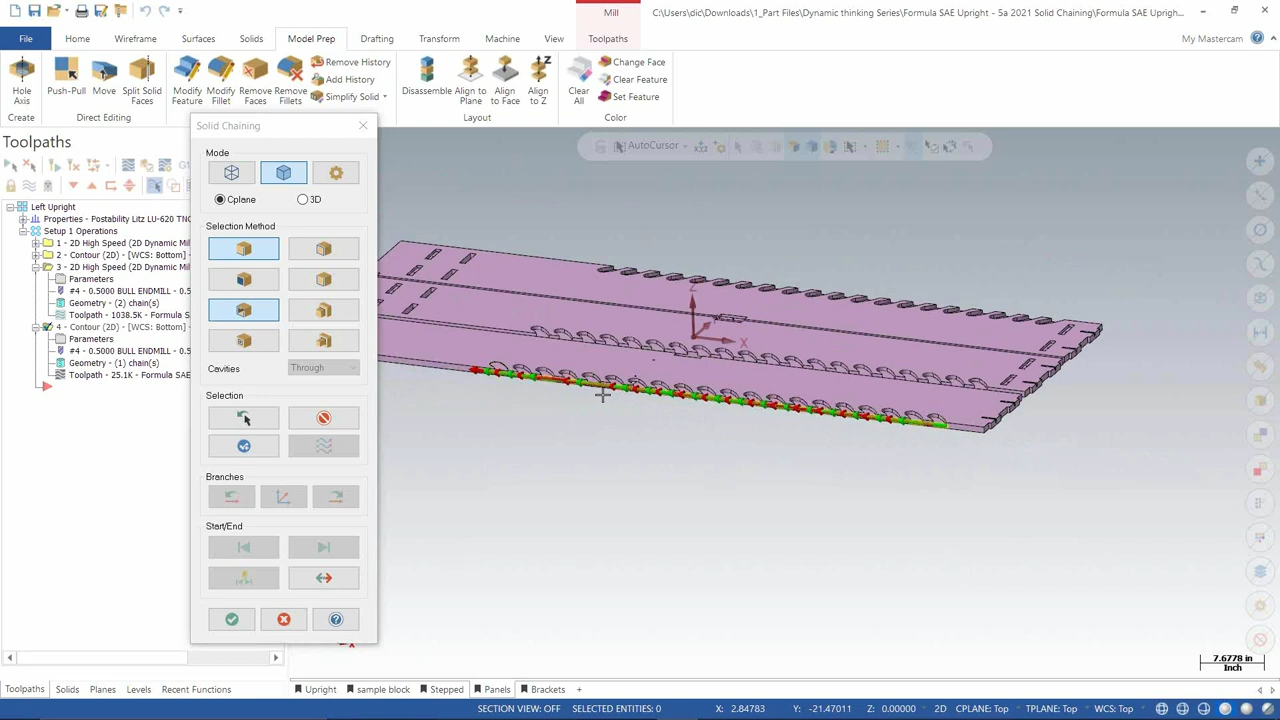 Mill
C:\Users\dic\Downloads\1_Part Files\Dynamic thinking Series\Formula SAE Upright - 5a 2021 Solid Chaining\Formula SAE Uprigh...
File Home Wireframe Surfaces Solids Model Prep Drafting Transform Machine View Toolpaths My Mastercam
Hole Axis
Push-Pull
Move
Split Solid Faces
Modify Feature
Modify Fillet
Remove Faces
Remove Fillets
Remove History
Add History
Simplify Solid
Disassemble
Align to Plane
Align to Face
Align to Z
Clear All
Change Face
Clear Feature
Set Feature
Create Direct Editing Layout Color
Toolpaths
Left Upright
Properties - Postability Litz LU-620 TNC
Setup 1 Operations
1 - 2D High Speed (2D Dynamic Mil
2 - Contour (2D) - [WCS: Bottom] -
3 - 2D High Speed (2D Dynamic Mil
Parameters
#4 - 0.5000 BULL ENDMILL - 0.5
Geometry - (2) chain(s)
Toolpath - 1038.5K - Formula SAE
4 - Contour (2D) - [WCS: Bottom] -
Parameters
#4 - 0.5000 BULL ENDMILL - 0.5
Geometry - (1) chain(s)
Toolpath - 25.1K - Formula SAE
Solid Chaining
Mode
Cplane 3D
Selection Method
Cavities Through
Selection
Branches
Start/End
AutoCursor
Z
X
7.6778 in
Inch
Toolpaths Solids Planes Levels Recent Functions
Upright sample block Stepped Panels Brackets +
SECTION VIEW: OFF SELECTED ENTITIES: 0 X: 2.84783 Y: -21.47011 Z: 0.00000 2D CPLANE: Top TPLANE: Top WCS: Top